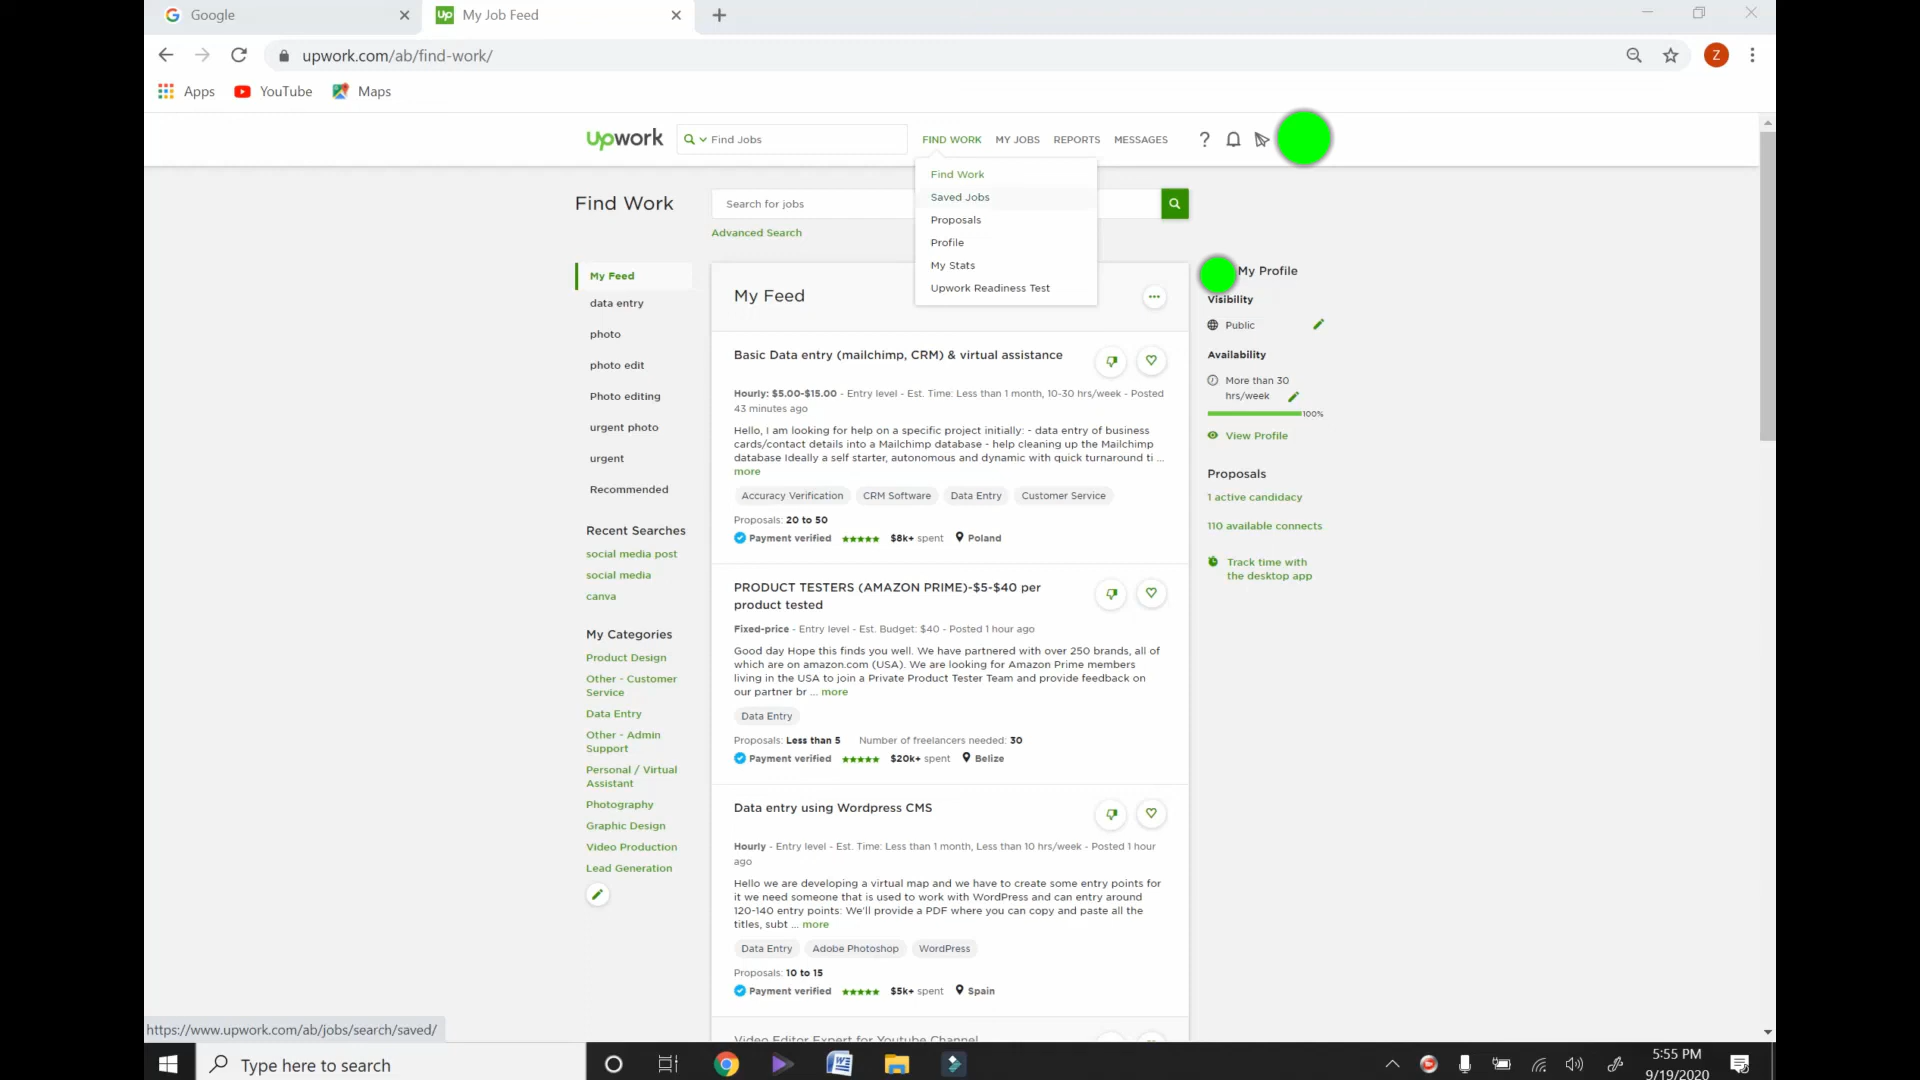 Google
My Job Feed
upwork.com/ab/find-work/
Z
Apps
YouTube
Maps
upwork
Find Jobs
FIND WORK
MY JOBS
REPORTS
MESSAGES
Find Work
Saved Jobs
Proposals
Profile
My Stats
Upwork Readiness Test
Find Work
Search for jobs
Advanced Search
My Feed
data entry
photo
photo edit
Photo editing
urgent photo
urgent
Recommended
Recent Searches
social media post
social media
canva
My Categories
Product Design
Other - Customer
Service
Data Entry
Other - Admin
Support
Personal / Virtual
Assistant
Photography
Graphic Design
Video Production
Lead Generation
My Feed
Basic Data entry (mailchimp, CRM) & virtual assistance
Hourly: $5.00-$15.00 - Entry level - Est. Time: Less than 1 month, 10-30 hrs/week - Posted
43 minutes ago
Hello, I am looking for help on a specific project initially: - data entry of business
cards/contact details into a Mailchimp database - help cleaning up the Mailchimp
database Ideally a self starter, autonomous and dynamic with quick turnaround ti ...
more
Accuracy Verification
CRM Software
Data Entry
Customer Service
Proposals: 20 to 50
Payment verified $8k+ spent Poland
PRODUCT TESTERS (AMAZON PRIME)-$5-$40 per
product tested
Fixed-price - Entry level - Est. Budget: $40 - Posted 1 hour ago
Good day Hope this finds you well. We have partnered with over 250 brands, all of
which are on amazon.com (USA). We are looking for Amazon Prime members
living in the USA to join a Private Product Tester Team and provide feedback on
our partner br ... more
Data Entry
Proposals: Less than 5 Number of freelancers needed: 30
Payment verified $20k+ spent Belize
Data entry using Wordpress CMS
Hourly - Entry level - Est. Time: Less than 1 month, Less than 10 hrs/week - Posted 1 hour
ago
Hello we are developing a virtual map and we have to create some entry points for
it we need someone that is used to work with WordPress and can entry around
120-140 entry points: We'll provide a PDF where you can copy and paste all the
titles, subt ... more
Data Entry
Adobe Photoshop
WordPress
Proposals: 10 to 15
Payment verified $5k+ spent Spain
Video Editor Expert for Youtube Channel
My Profile
Visibility
Public
Availability
More than 30
hrs/week
100%
View Profile
Proposals
1 active candidacy
110 available connects
Track time with
the desktop app
https://www.upwork.com/ab/jobs/search/saved/
Type here to search
5:55 PM
9/19/2020